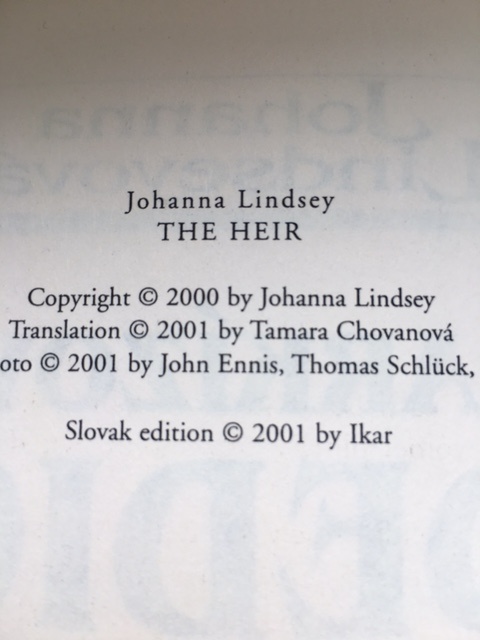 Johanna Lindsey
THE HEIR
Copyright © 2000 by Johanna Lindsey
Translation © 2001 by Tamara Chovanová
oto © 2001 by John Ennis, Thomas Schlück,
Slovak edition © 2001 by Ikar